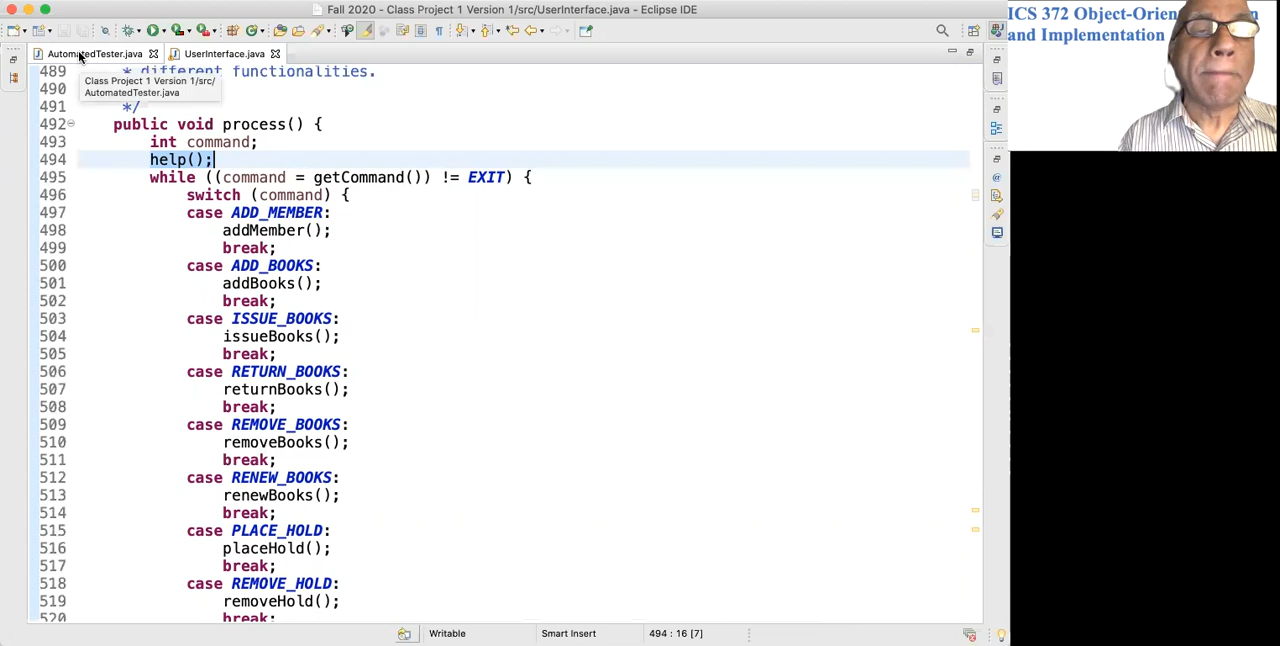 Fall 2020 - Class Project 1 Version 1/src/UserInterface.java - Eclipse IDE
ICS 372 Object-Orien
and Implementation
AutomatedTester.java
UserInterface.java
Class Project 1 Version 1/src/
AutomatedTester.java
489 * different functionalities.
490
491 */
492 public void process() {
493 int command;
494 help();
495 while ((command = getCommand()) != EXIT) {
496 switch (command) {
497 case ADD_MEMBER:
498 addMember();
499 break;
500 case ADD_BOOKS:
501 addBooks();
502 break;
503 case ISSUE_BOOKS:
504 issueBooks();
505 break;
506 case RETURN_BOOKS:
507 returnBooks();
508 break;
509 case REMOVE_BOOKS:
510 removeBooks();
511 break;
512 case RENEW_BOOKS:
513 renewBooks();
514 break;
515 case PLACE_HOLD:
516 placeHold();
517 break;
518 case REMOVE_HOLD:
519 removeHold();
520 break;
Writable
Smart Insert
494 : 16 [7]